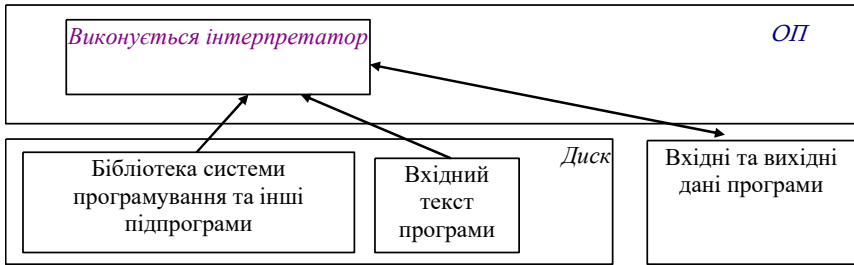 Виконується інтерпретатор
ОП
Бібліотека системи
програмування та інші
підпрограми
Вхідний
текст
програми
Диск
Вхідні та вихідні
дані програми